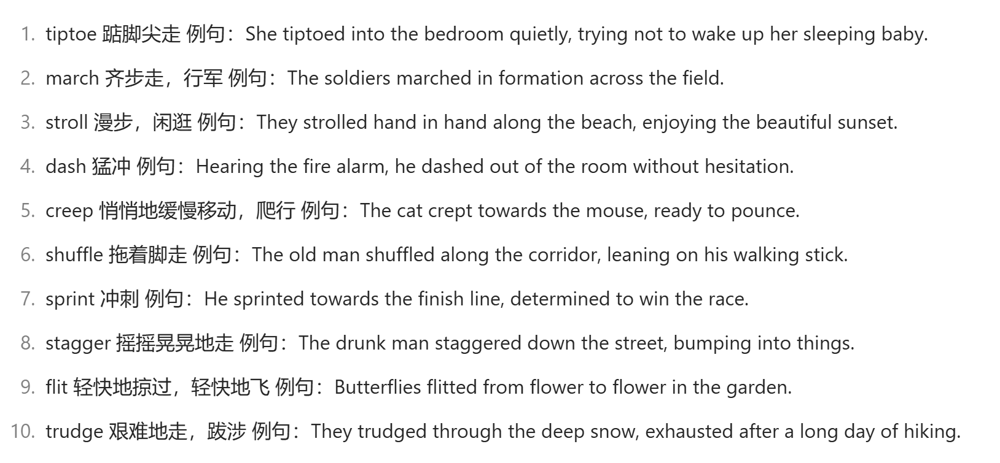 1. tiptoe 踮脚尖走 例句：She tiptoed into the bedroom quietly, trying not to wake up her sleeping baby.
2. march 齐步走，行军 例句：The soldiers marched in formation across the field.
3. stroll 漫步，闲逛 例句：They strolled hand in hand along the beach, enjoying the beautiful sunset.
4. dash 猛冲 例句：Hearing the fire alarm, he dashed out of the room without hesitation.
5. creep 悄悄地缓慢移动，爬行 例句：The cat crept towards the mouse, ready to pounce.
6. shuffle 拖着脚走 例句：The old man shuffled along the corridor, leaning on his walking stick.
7. sprint 冲刺 例句：He sprinted towards the finish line, determined to win the race.
8. stagger 摇摇晃晃地走 例句：The drunk man staggered down the street, bumping into things.
9. flit 轻快地掠过，轻快地飞 例句：Butterflies flitted from flower to flower in the garden.
10. trudge 艰难地走，跋涉 例句：They trudged through the deep snow, exhausted after a long day of hiking.